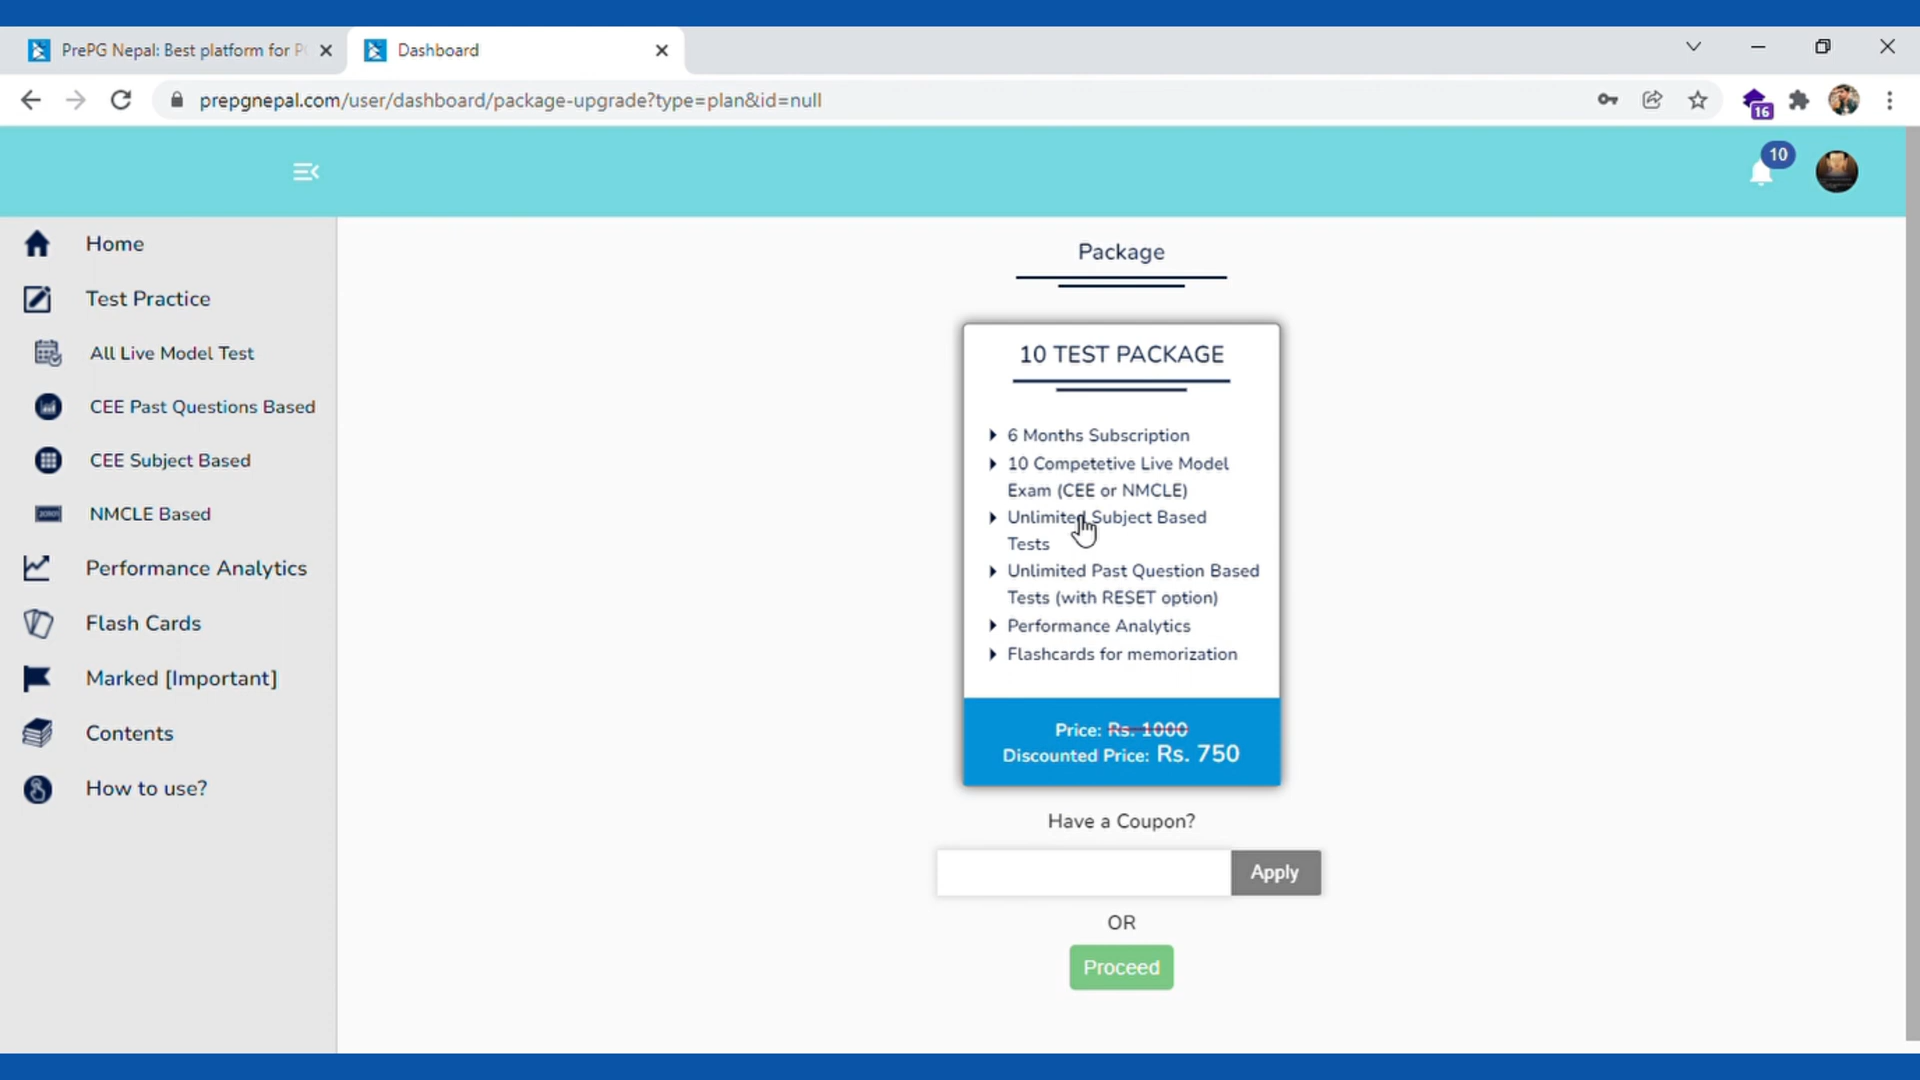 PrePG Nepal: Best platform for P
Dashboard
prepgnepal.com/user/dashboard/package-upgrade?type=plan&id=null
16
10
Home
Test Practice
All Live Model Test
CEE Past Questions Based
CEE Subject Based
NMCLE Based
Performance Analytics
Flash Cards
Marked [Important]
Contents
How to use?
Package
10 TEST PACKAGE
6 Months Subscription
10 Competetive Live Model
Exam (CEE or NMCLE)
Unlimited Subject Based
Tests
Unlimited Past Question Based
Tests (with RESET option)
Performance Analytics
Flashcards for memorization
Price: Rs. 1000
Discounted Price: Rs. 750
Have a Coupon?
Apply
OR
Proceed